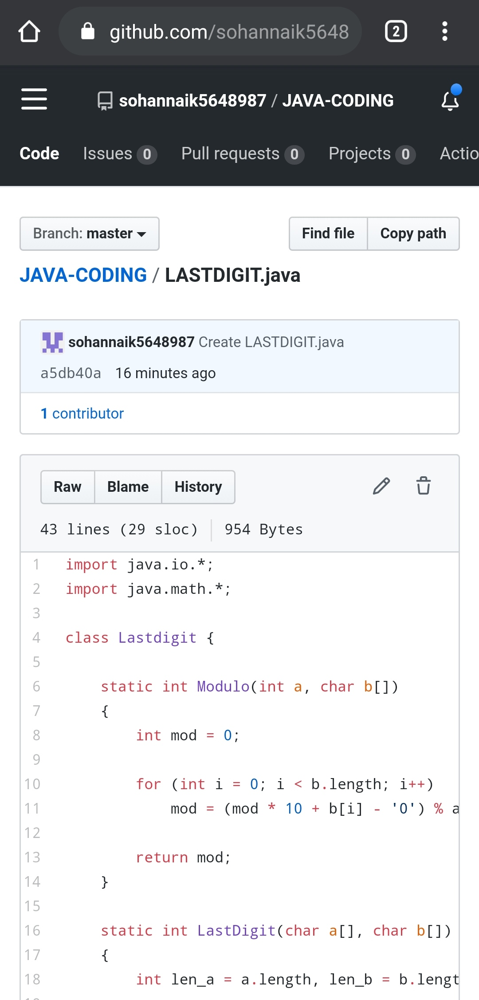 github.com/sohannaik5648
2
sohannaik5648987 / JAVA-CODING
Code Issues 0 Pull requests 0 Projects 0 Actio
Branch: master Find file Copy path
JAVA-CODING / LASTDIGIT.java
sohannaik5648987 Create LASTDIGIT.java
a5db40a 16 minutes ago
1 contributor
Raw Blame History
43 lines (29 sloc) 954 Bytes
1 import java.io.*;
2 import java.math.*;
3
4 class Lastdigit {
5
6 static int Modulo(int a, char b[])
7 {
8 int mod = 0;
9
10 for (int i = 0; i < b.length; i++)
11 mod = (mod * 10 + b[i] - '0') % a
12
13 return mod;
14 }
15
16 static int LastDigit(char a[], char b[])
17 {
18 int len_a = a.length, len_b = b.lengt